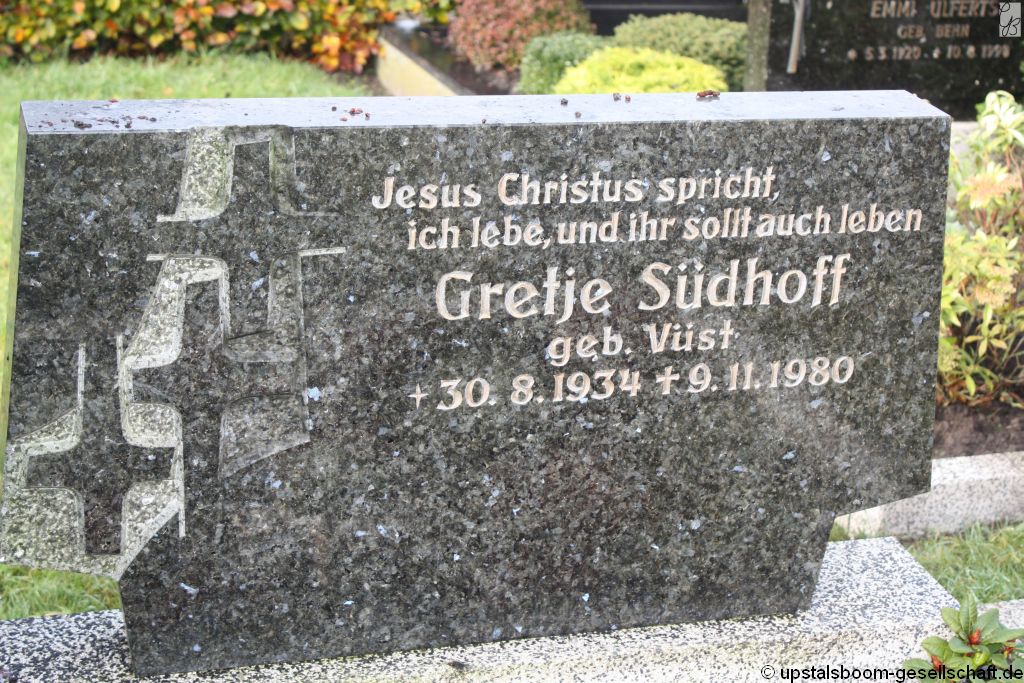 EMMI ULFERTS
GEB. BEHN
* 5.3.1920 · + 10.8.1990
Jesus Christus spricht,
ich lebe, und ihr sollt auch leben
Gretje Südhoff
geb. Vüst
+ 30. 8. 1934 ✝ 9. 11. 1980
© upstalsboom-gesellschaft.de